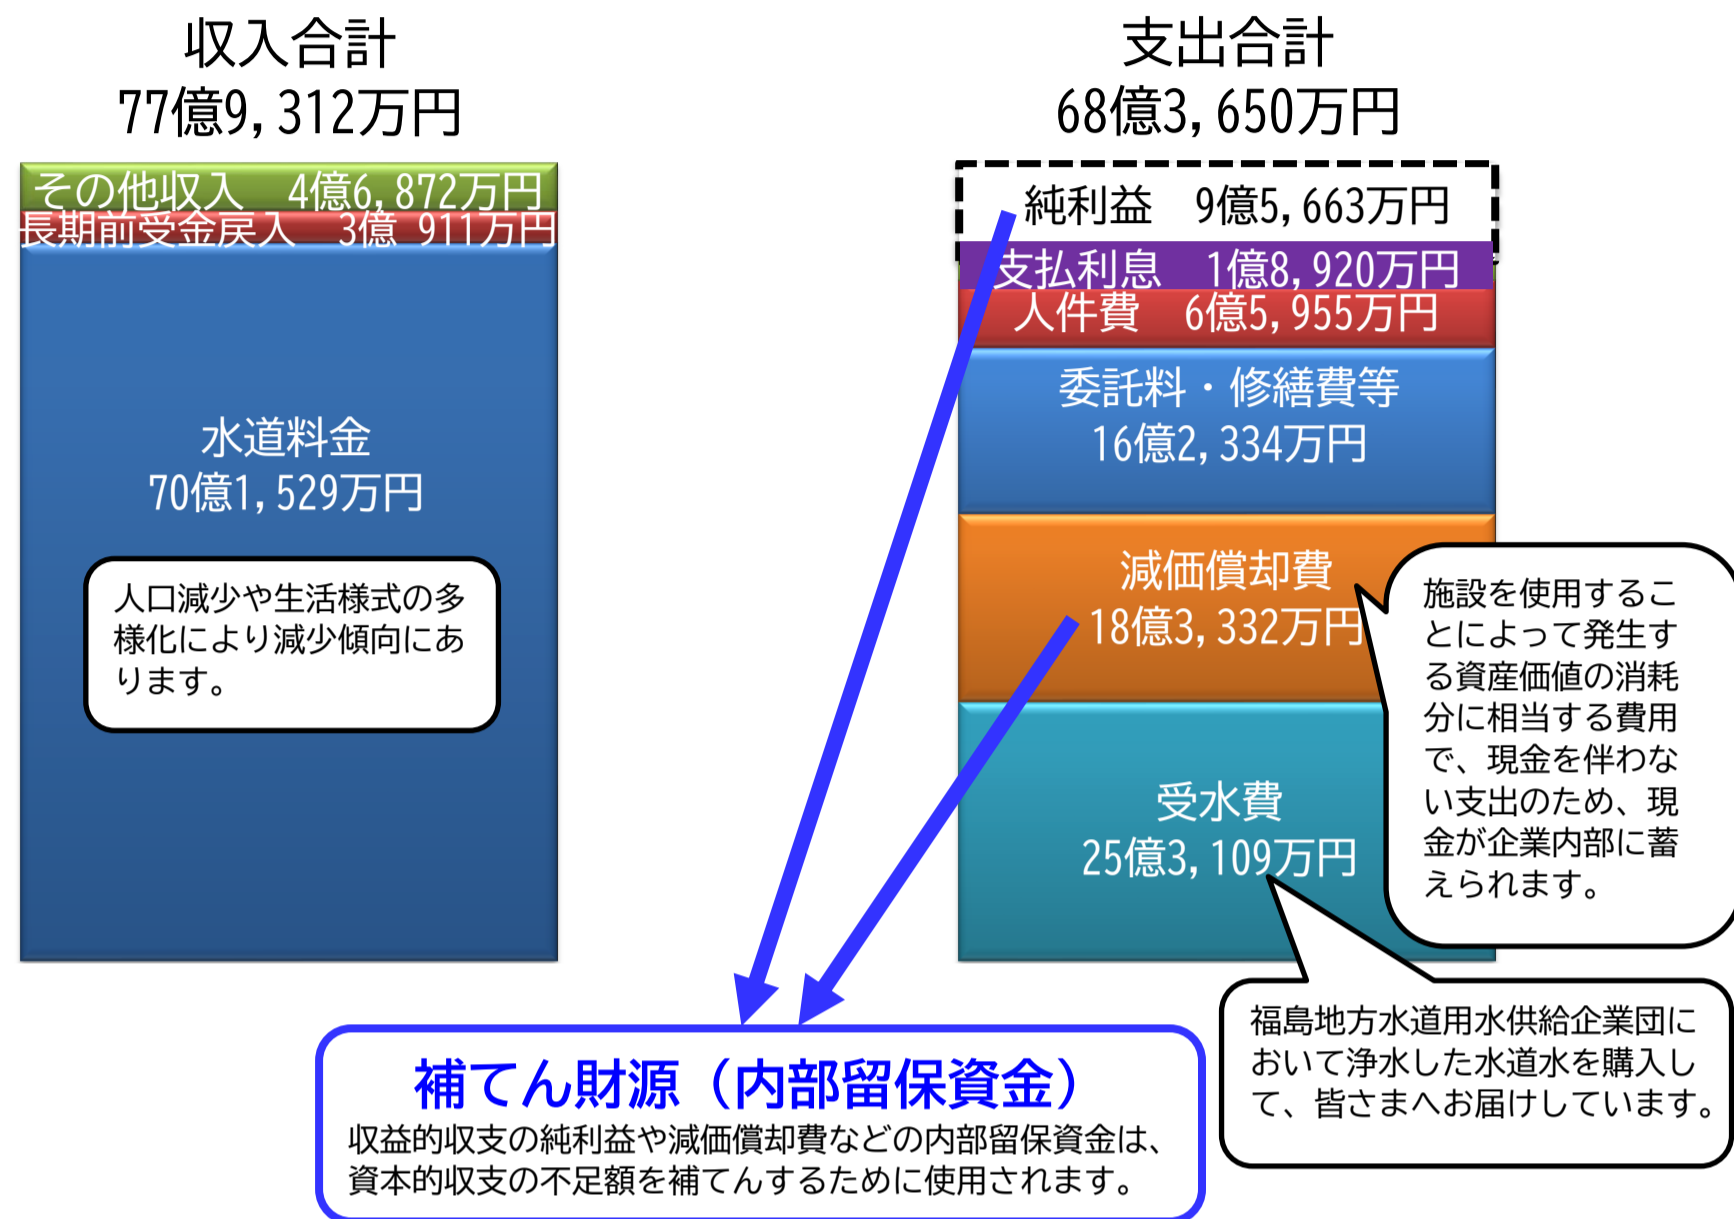 収入合計
77億9,312万円
その他収入　4億6,872万円
長期前受金戻入　3億 911万円
水道料金
70億1,529万円
人口減少や生活様式の多
様化により減少傾向にあ
ります。
支出合計
68億3,650万円
純利益　9億5,663万円
支払利息　1億8,920万円
人件費　6億5,955万円
委託料・修繕費等
16億2,334万円
減価償却費
18億3,332万円
施設を使用するこ
とによって発生す
る資産価値の消耗
分に相当する費用
で、現金を伴わな
い支出のため、現
金が企業内部に蓄
えられます。
受水費
25億3,109万円
福島地方水道用水供給企業団に
おいて浄水した水道水を購入し
て、皆さまへお届けしています。
補てん財源（内部留保資金）
収益的収支の純利益や減価償却費などの内部留保資金は、
資本的収支の不足額を補てんするために使用されます。